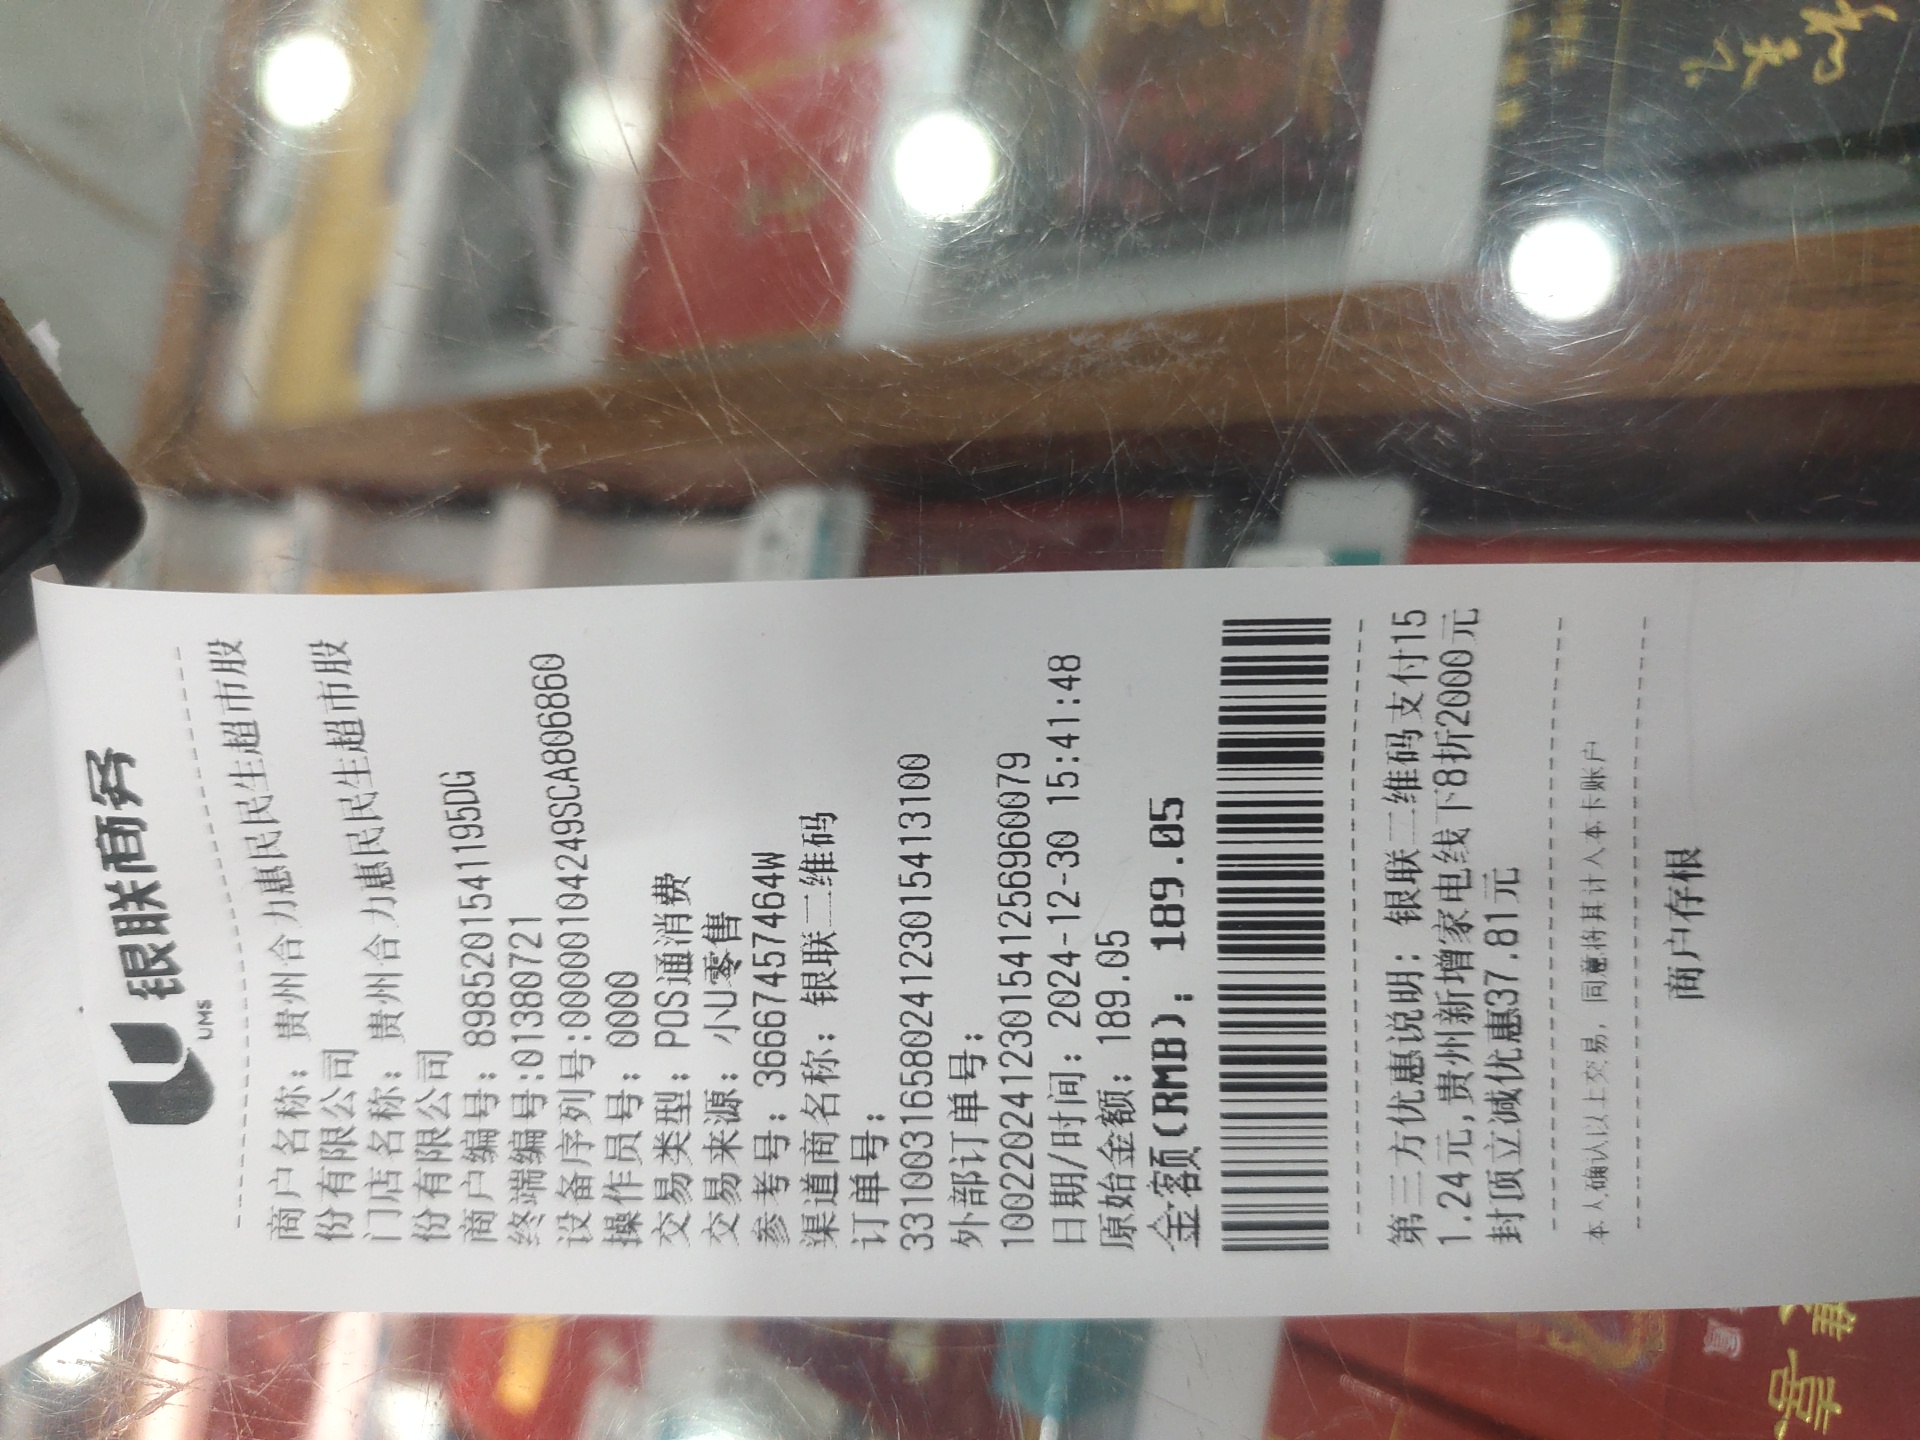 银联商务
UMS
商户名称：贵州合力惠民民生超市股
份有限公司
门店名称：贵州合力惠民民生超市股
份有限公司
商户编号：89852015411195DG
终端编号:01380721
设备序列号:00000104249SCA806860
操作员号：0000
交易类型：POS通消费
交易来源：小U零售
参考号：36667457464W
渠道商名称：银联二维码
订单号：
33100316580241230154 13100
外部订单号：
1002202412301541256960079
日期/时间：2024-12-30 15:41:48
原始金额：189.05
金额(RMB)：189.05
第三方优惠说明：银联二维码支付15
1.24元,贵州新增家电线下8折2000元
封顶立减优惠37.81元
本人确认以上交易，同意将其计入本卡账户
商户存根